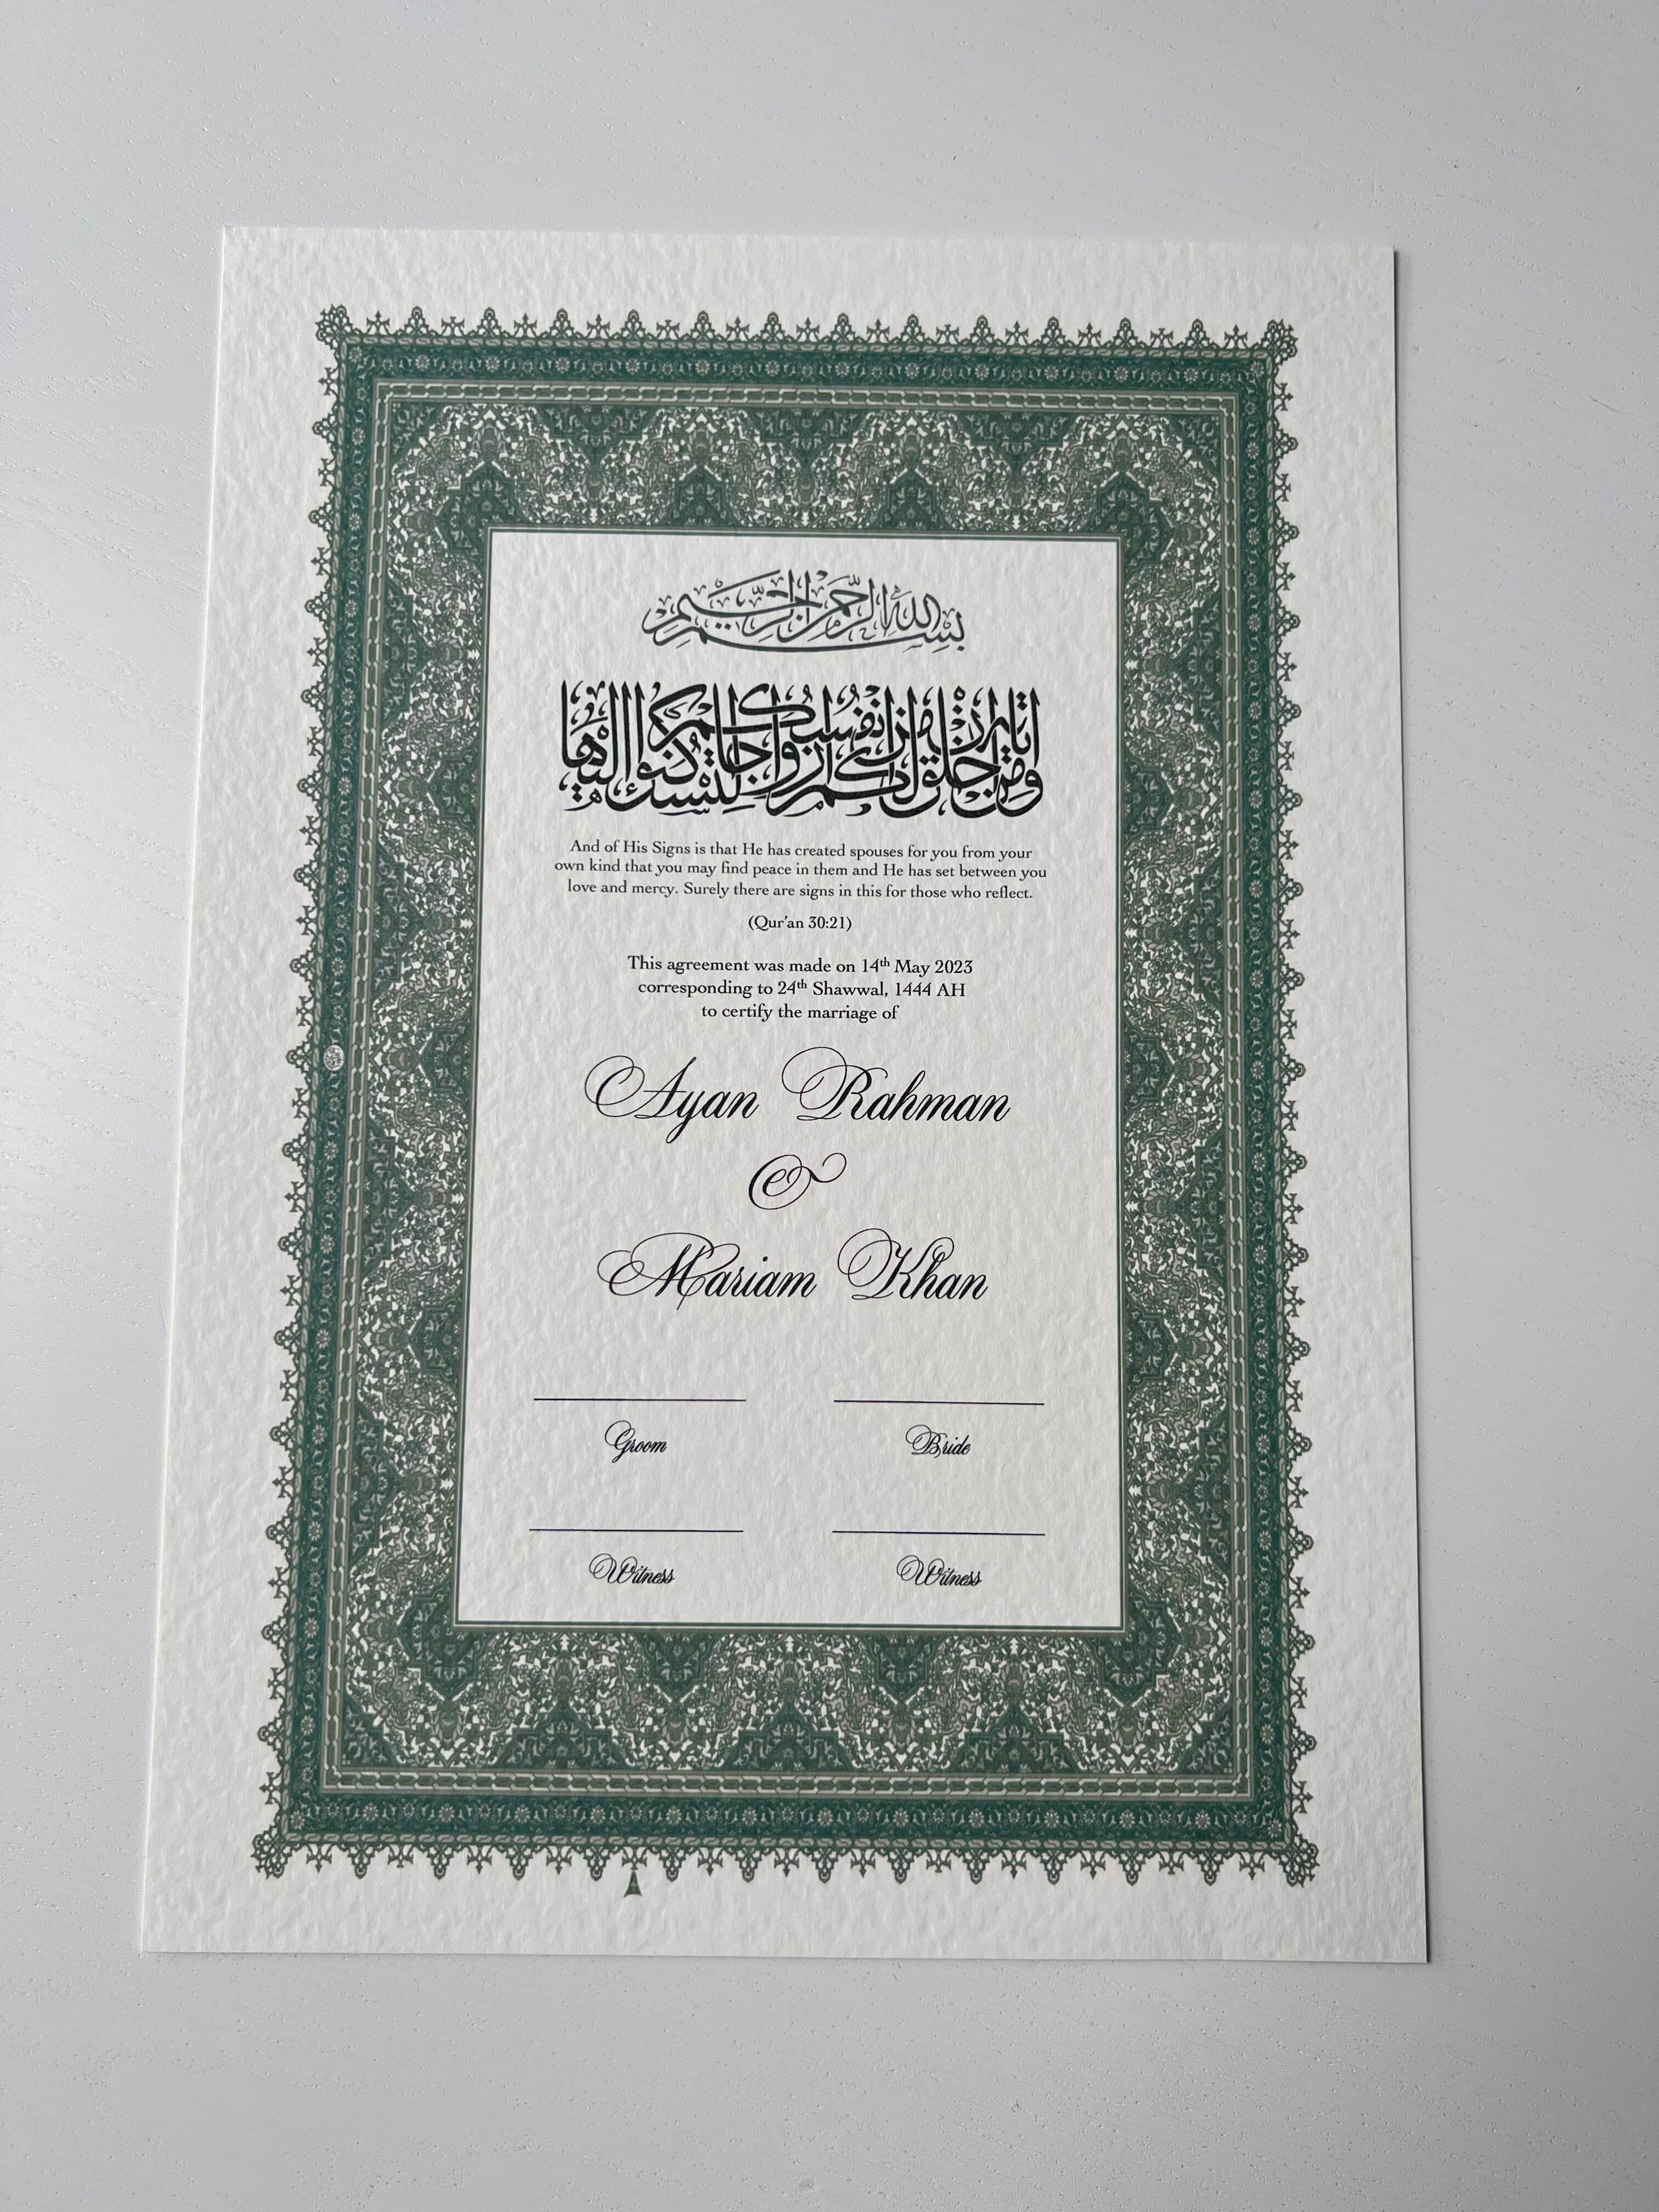 بسم الله الرحمن الرحيم
ومن آياته أن خلق لكم من أنفسكم أزواجا لتسكنوا إليها
And of His Signs is that He has created spouses for you from your
own kind that you may find peace in them and He has set between you
love and mercy. Surely there are signs in this for those who reflect.
(Qur'an 30:21)
This agreement was made on 14th May 2023
corresponding to 24th Shawwal, 1444 AH
to certify the marriage of
Ayan Rahman
&
Mariam Khan
Groom Bride
Witness Witness